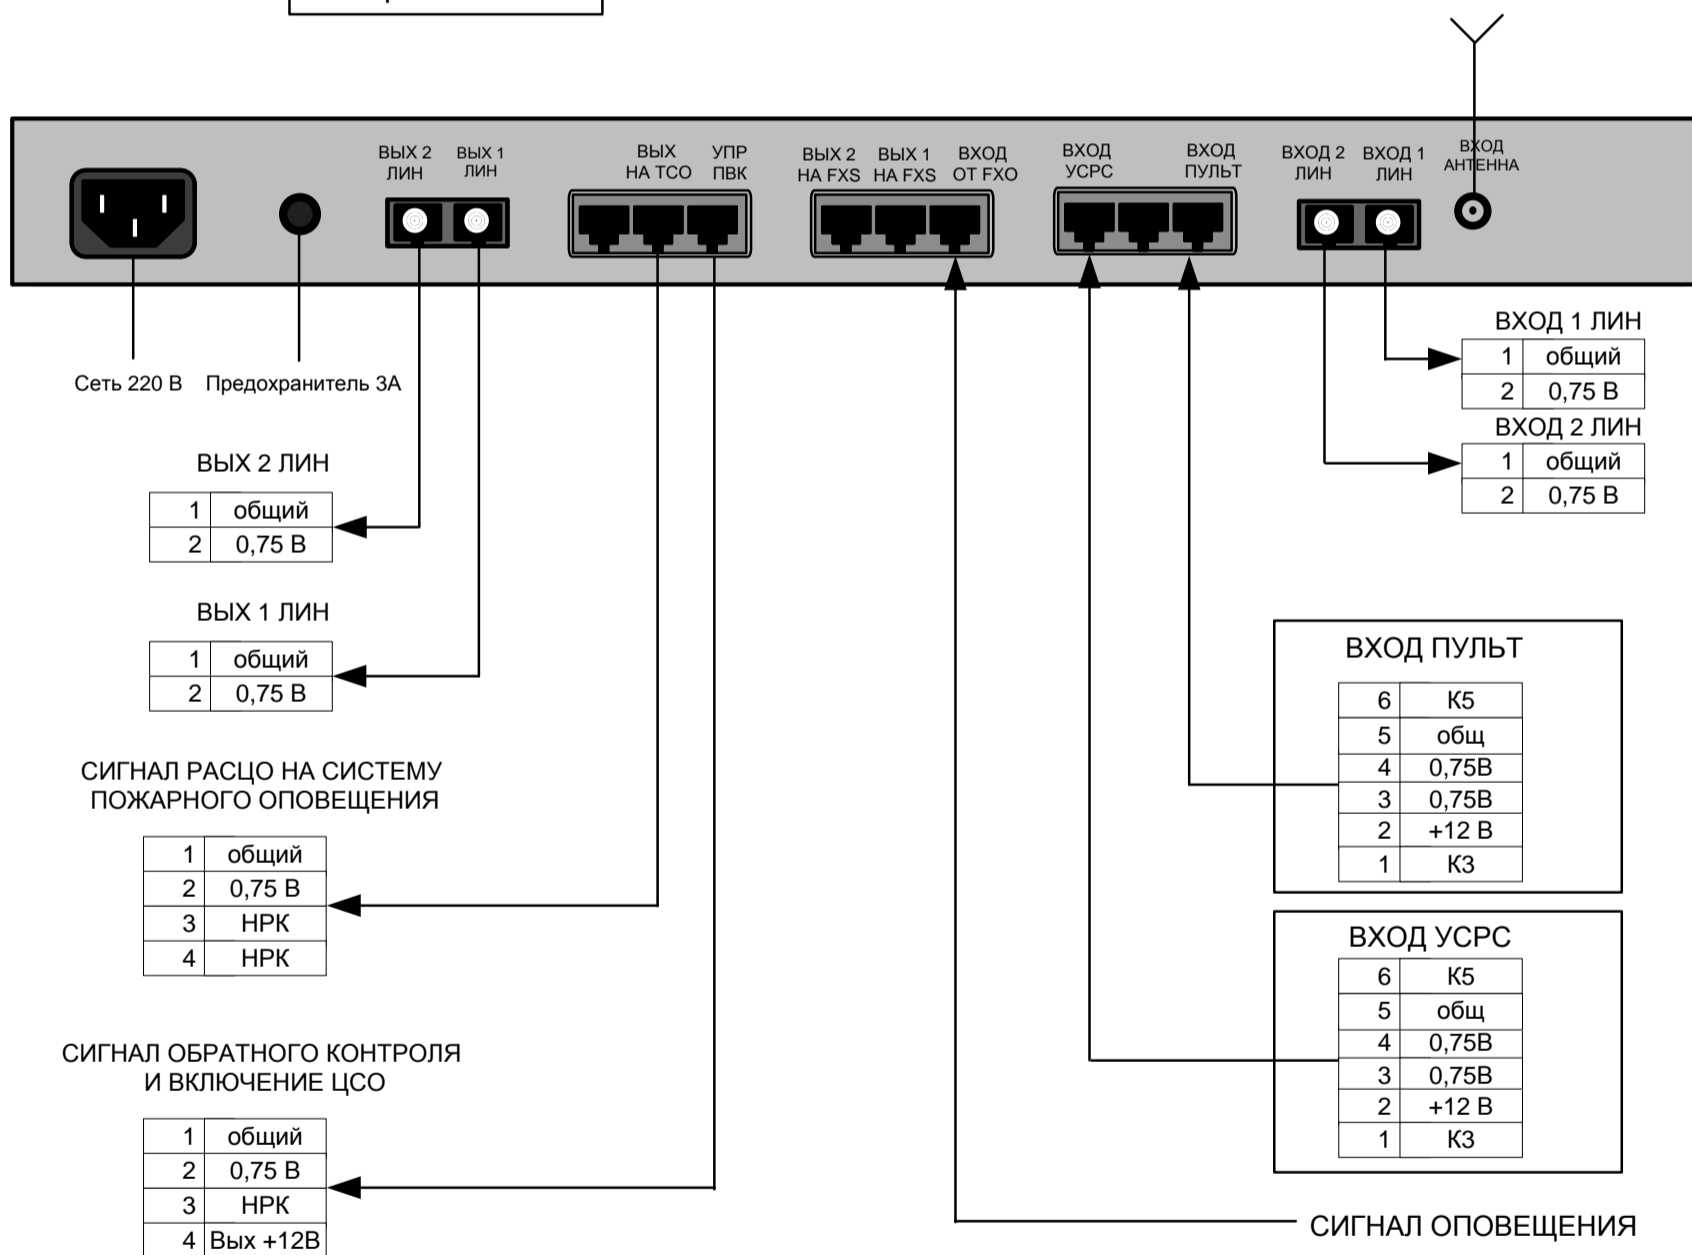 ВЫХ 2 ЛИН
ВЫХ 1 ЛИН
ВЫХ НА ТСО
УПР ПВК
ВЫХ 2 НА FXS
ВЫХ 1 НА FXS
ВХОД ОТ FXO
ВХОД УСРС
ВХОД ПУЛЬТ
ВХОД 2 ЛИН
ВХОД 1 ЛИН
ВХОД АНТЕННА
Сеть 220 В
Предохранитель 3А
ВХОД 1 ЛИН
1 общий
2 0,75 В
ВХОД 2 ЛИН
1 общий
2 0,75 В
ВЫХ 2 ЛИН
1 общий
2 0,75 В
ВЫХ 1 ЛИН
1 общий
2 0,75 В
СИГНАЛ РАСЦО НА СИСТЕМУ
ПОЖАРНОГО ОПОВЕЩЕНИЯ
1 общий
2 0,75 В
3 НРК
4 НРК
СИГНАЛ ОБРАТНОГО КОНТРОЛЯ
И ВКЛЮЧЕНИЕ ЦСО
1 общий
2 0,75 В
3 НРК
4 Вых +12В
ВХОД ПУЛЬТ
6 К5
5 общ
4 0,75В
3 0,75В
2 +12 В
1 К3
ВХОД УСРС
6 К5
5 общ
4 0,75В
3 0,75В
2 +12 В
1 К3
СИГНАЛ ОПОВЕЩЕНИЯ